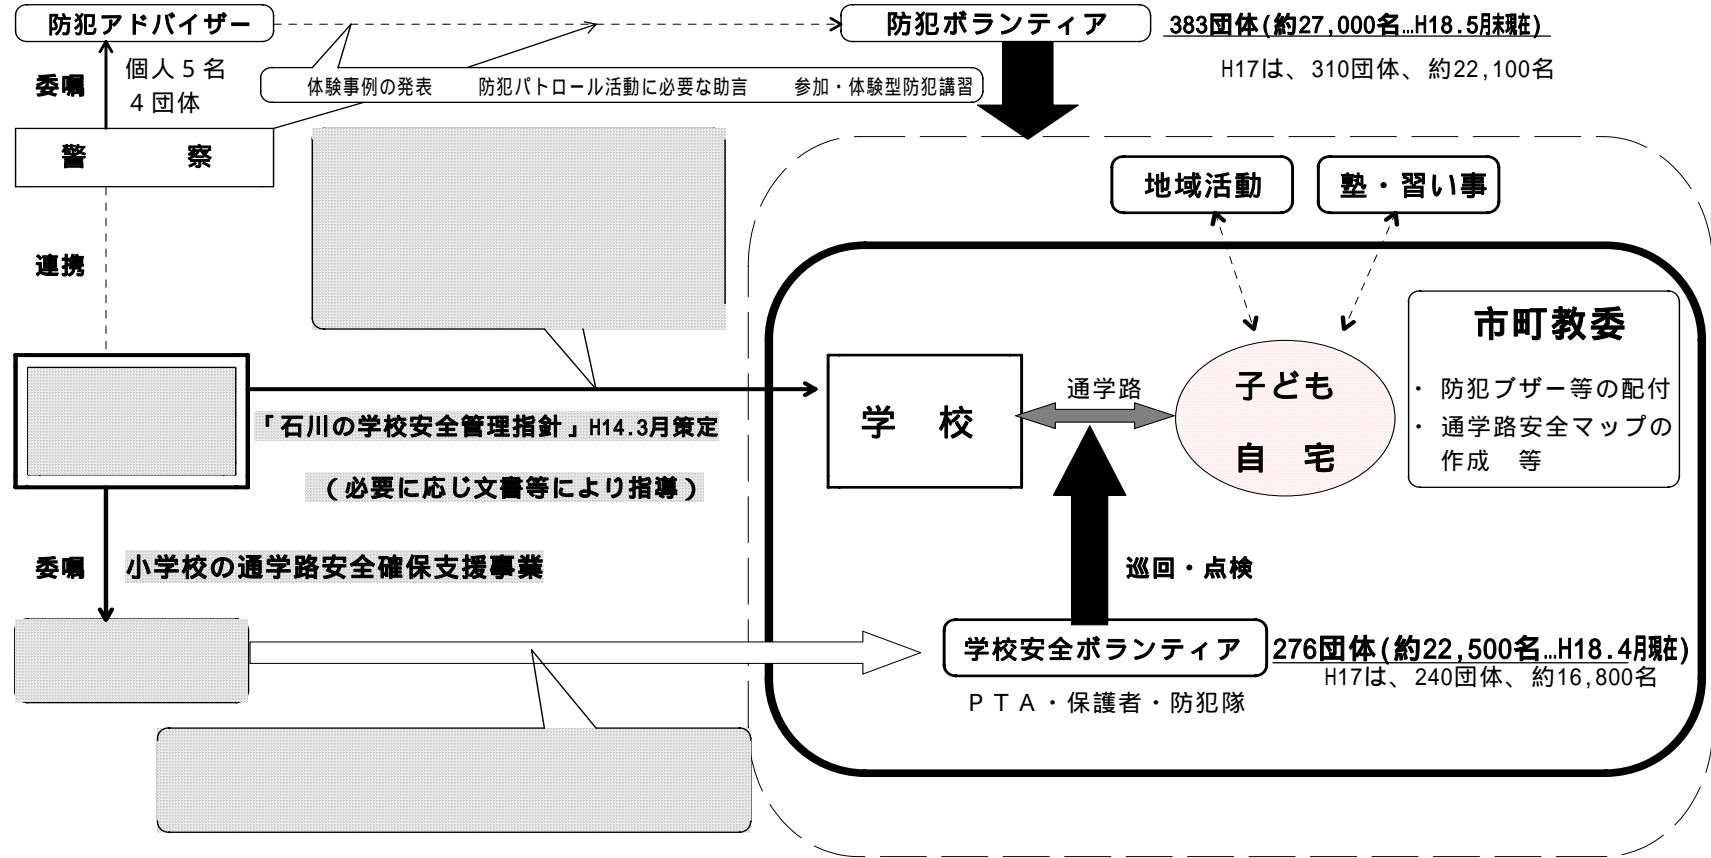 防犯アドバイザー
防犯ボランティア
383団体(約27,000名…H18.5月末現在)
H17は、310団体、約22,100名
委嘱
個人5名
4団体
体験事例の発表 防犯パトロール活動に必要な助言 参加・体験型防犯講習
警 察
地域活動
塾・習い事
連携
市町教委
・ 防犯ブザー等の配付
・ 通学路安全マップの
作成 等
学 校
通学路
子ども
自 宅
「石川の学校安全管理指針」H14.3月策定
(必要に応じ文書等により指導)
委嘱
小学校の通学路安全確保支援事業
巡回・点検
学校安全ボランティア
276団体(約22,500名…H18.4月現在)
H17は、240団体、約16,800名
PTA・保護者・防犯隊